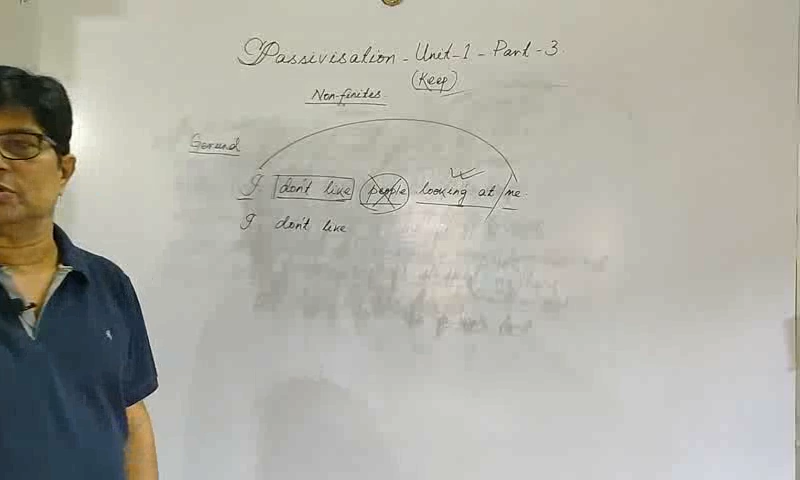 Passivisation - Unit-1 - Part-3
(Keep)
Non-finites
Gerund
I don't like people looking at me
I don't like